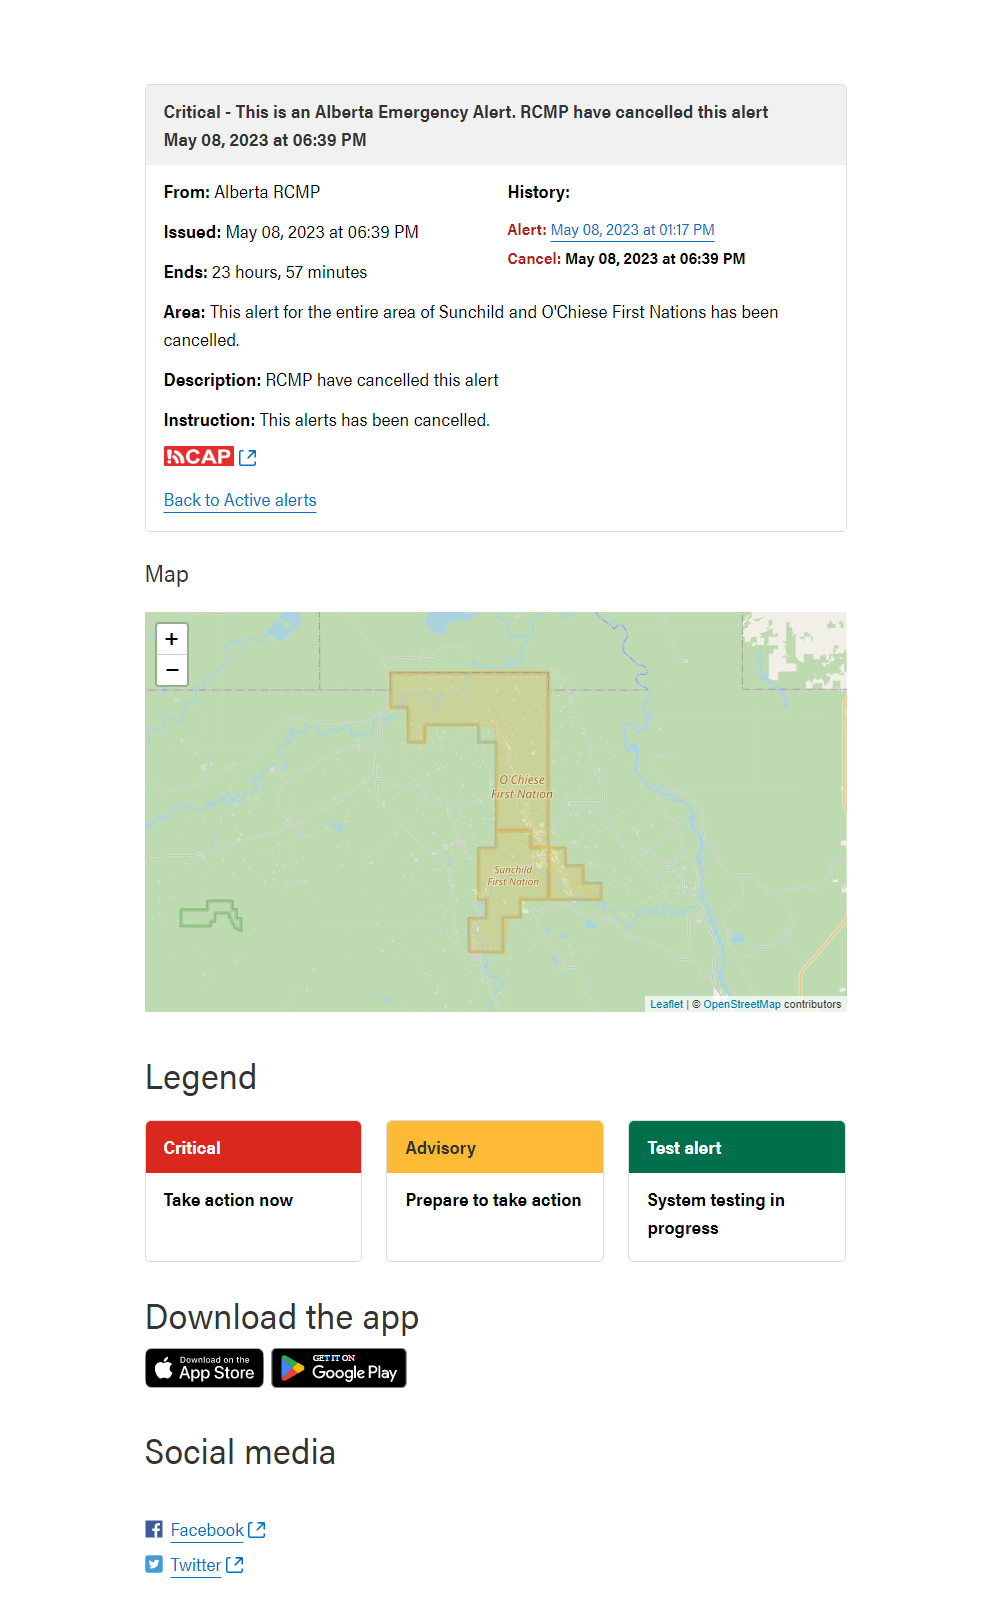 Critical - This is an Alberta Emergency Alert. RCMP have cancelled this alert
May 08, 2023 at 06:39 PM
From: Alberta RCMP
Issued: May 08, 2023 at 06:39 PM
Ends: 23 hours, 57 minutes
History:
Alert: May 08, 2023 at 01:17 PM
Cancel: May 08, 2023 at 06:39 PM
Area: This alert for the entire area of Sunchild and O'Chiese First Nations has been
cancelled.
Description: RCMP have cancelled this alert
Instruction: This alerts has been cancelled.
CAP
Back to Active alerts
Map
+
−
O'Chiese
First Nation
Sunchild
First Nation
Leaflet | © OpenStreetMap contributors
Legend
Critical
Take action now
Advisory
Prepare to take action
Test alert
System testing in
progress
Download the app
Download on the
App Store
GET IT ON
Google Play
Social media
Facebook
Twitter